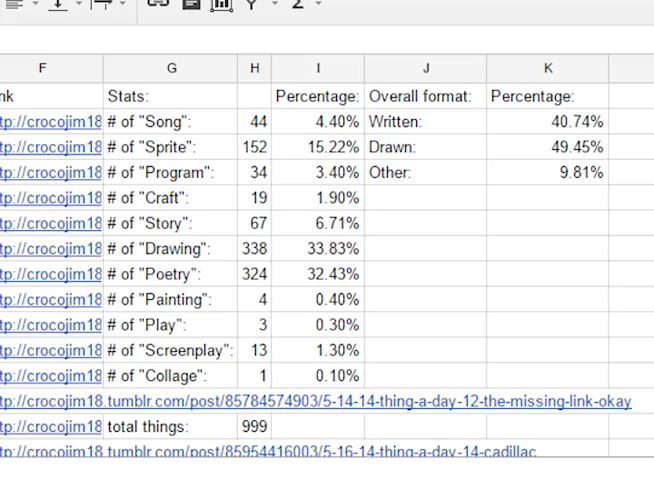 F G H I J K
nk Stats: Percentage: Overall format: Percentage:
tp://crocojim18 # of "Song": 44 4.40% Written: 40.74%
tp://crocojim18 # of "Sprite": 152 15.22% Drawn: 49.45%
tp://crocojim18 # of "Program": 34 3.40% Other: 9.81%
tp://crocojim18 # of "Craft": 19 1.90%
tp://crocojim18 # of "Story": 67 6.71%
tp://crocojim18 # of "Drawing": 338 33.83%
tp://crocojim18 # of "Poetry": 324 32.43%
tp://crocojim18 # of "Painting": 4 0.40%
tp://crocojim18 # of "Play": 3 0.30%
tp://crocojim18 # of "Screenplay": 13 1.30%
tp://crocojim18 # of "Collage": 1 0.10%
tp://crocojim18.tumblr.com/post/85784574903/5-14-14-thing-a-day-12-the-missing-link-okay
tp://crocojim18 total things: 999
tp://crocojim18.tumblr.com/post/85954416003/5-16-14-thing-a-day-14-cadillac